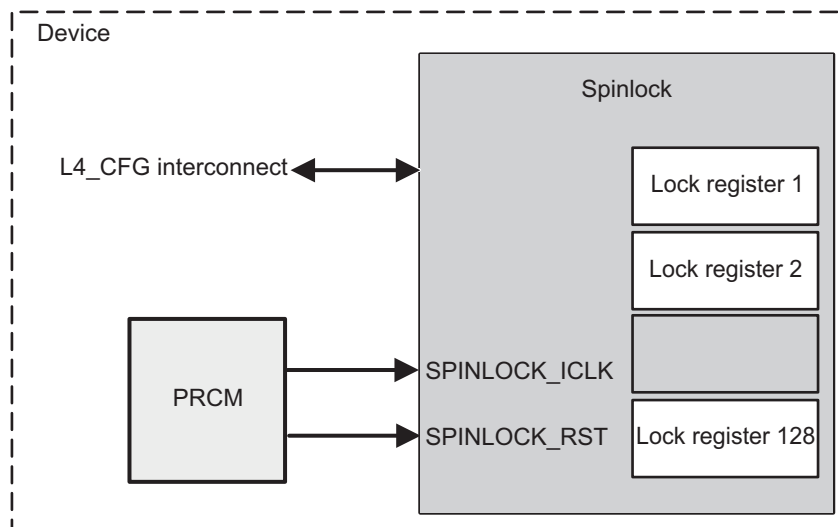 Device
Spinlock
L4_CFG interconnect
Lock register 1
Lock register 2
PRCM
SPINLOCK_ICLK
SPINLOCK_RST
Lock register 128